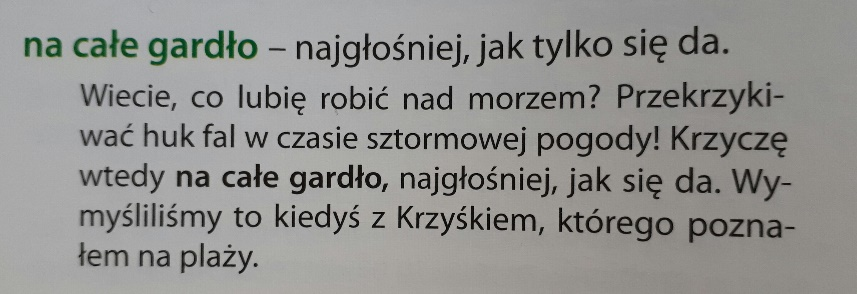 na całe gardło – najgłośniej, jak tylko się da.
Wiecie, co lubię robić nad morzem? Przekrzyki-
wać huk fal w czasie sztormowej pogody! Krzyczę
wtedy na całe gardło, najgłośniej, jak się da. Wy-
myśliliśmy to kiedyś z Krzyśkiem, którego pozna-
łem na plaży.